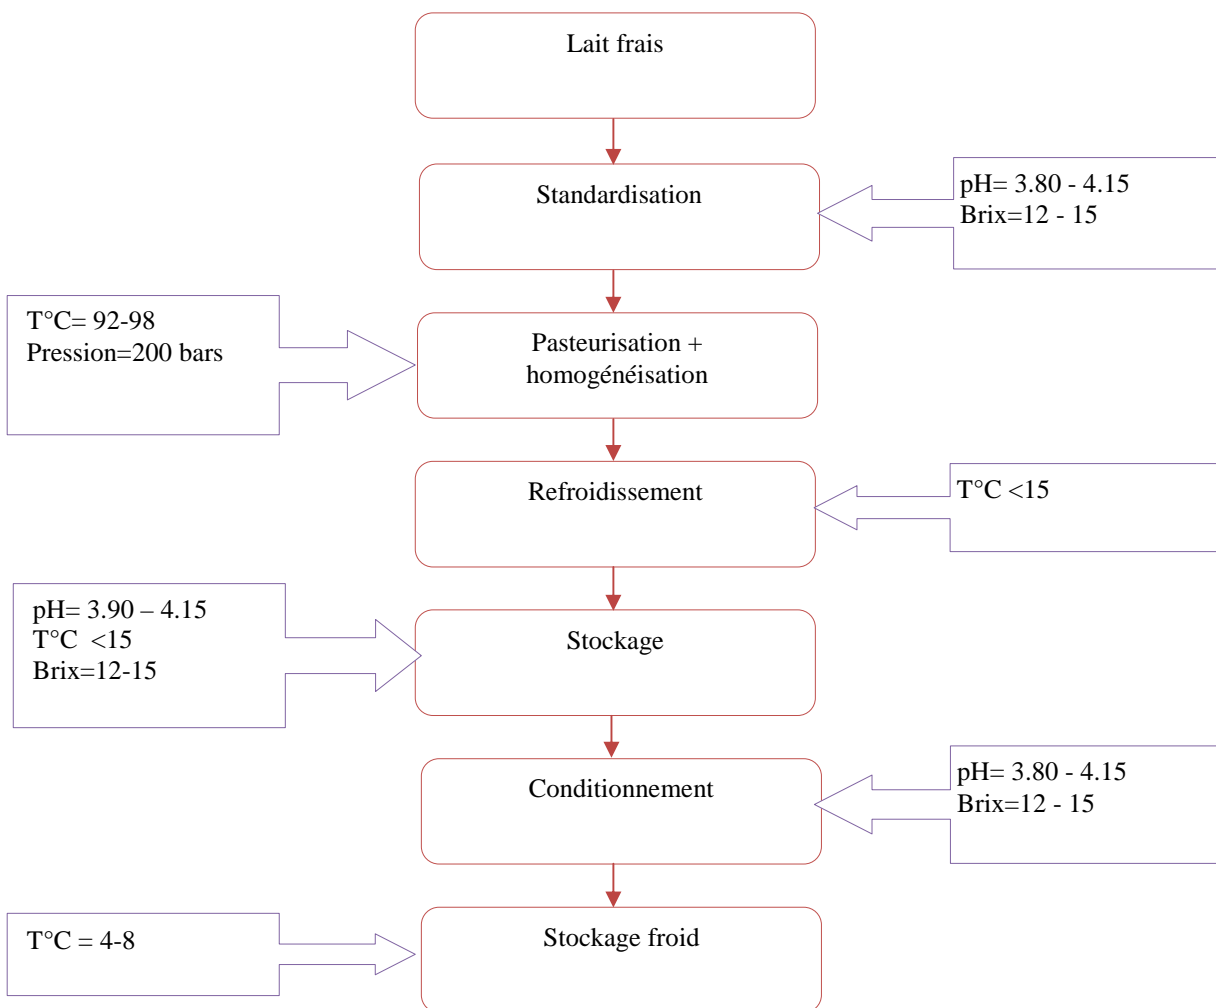 Lait frais
Standardisation
pH= 3.80 - 4.15
Brix=12 - 15
T°C= 92-98
Pression=200 bars
Pasteurisation +
homogénéisation
Refroidissement
T°C <15
pH= 3.90 – 4.15
T°C  <15
Brix=12-15
Stockage
Conditionnement
pH= 3.80 - 4.15
Brix=12 - 15
T°C = 4-8
Stockage froid